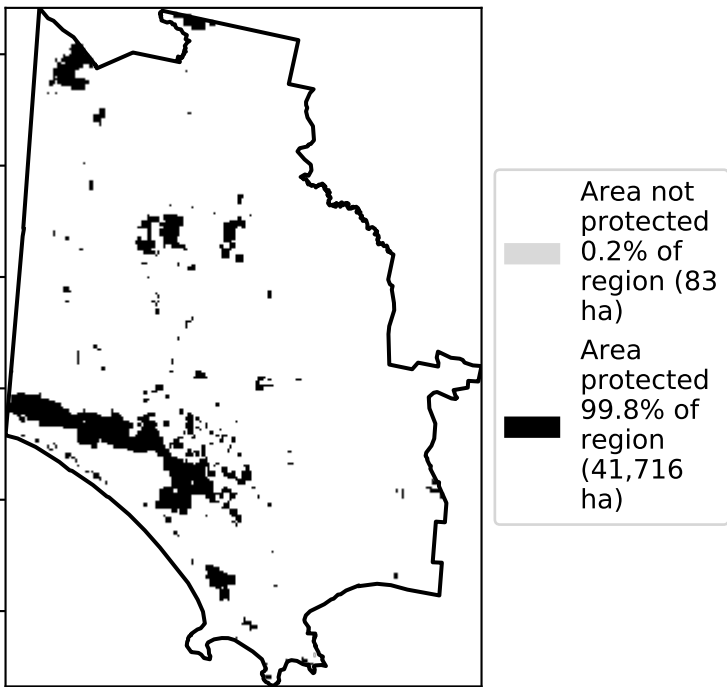 Area not
protected
0.2% of
region (83
ha)
Area
protected
99.8% of
region
(41,716
ha)